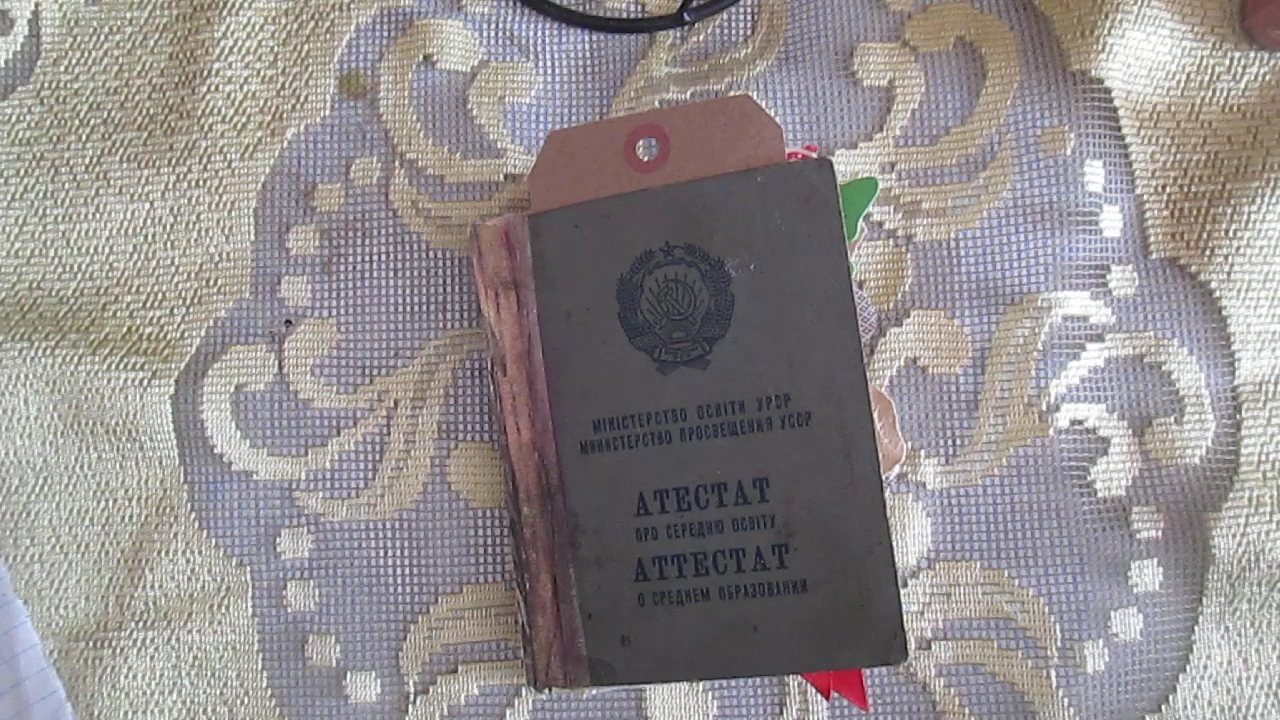 МІНІСТЕРСТВО ОСВІТИ УРСР
МИНИСТЕРСТВО ПРОСВЕЩЕНИЯ УССР
АТЕСТАТ
ПРО СЕРЕДНЮ ОСВІТУ
АТТЕСТАТ
О СРЕДНЕМ ОБРАЗОВАНИИ